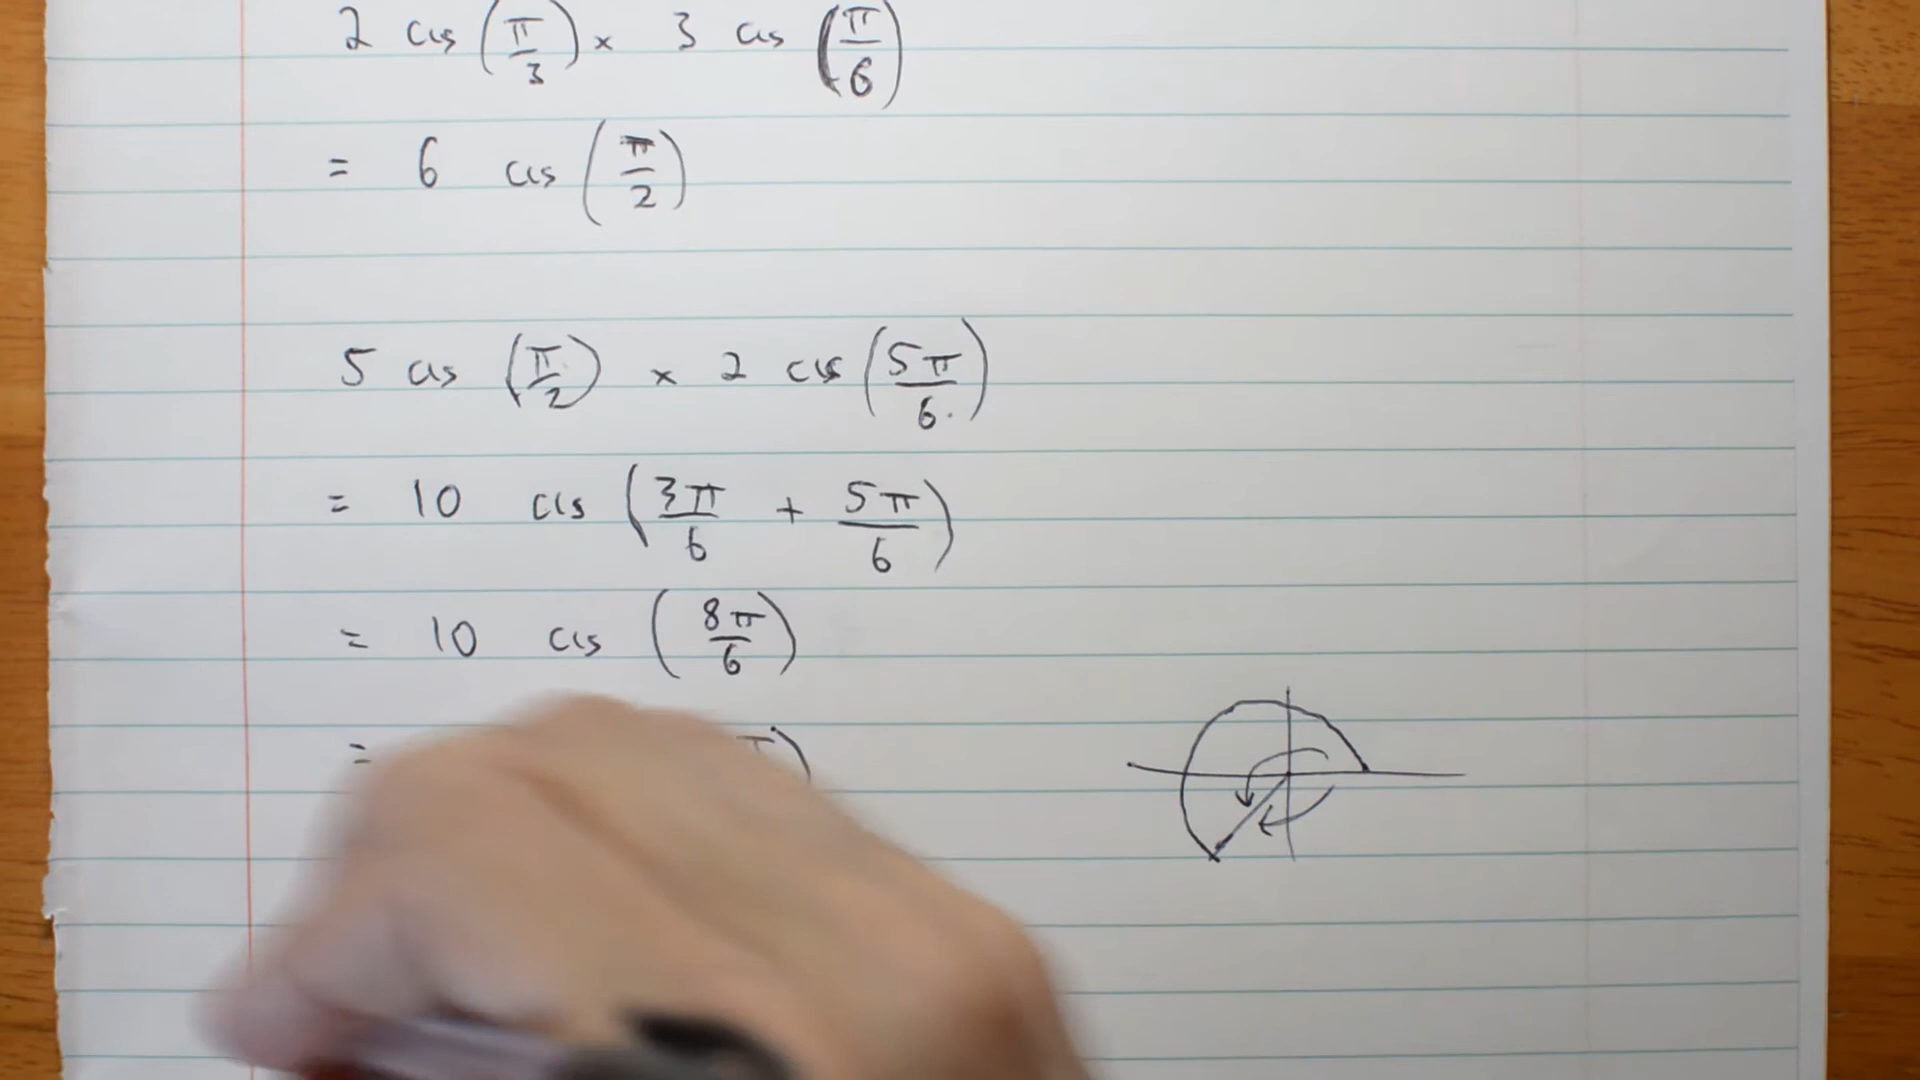 2 cis (π/3) × 3 cis (π/6)
= 6 cis (π/2)
5 cis (π/2) × 2 cis (5π/6)
= 10 cis (3π/6 + 5π/6)
= 10 cis (8π/6)
= π)